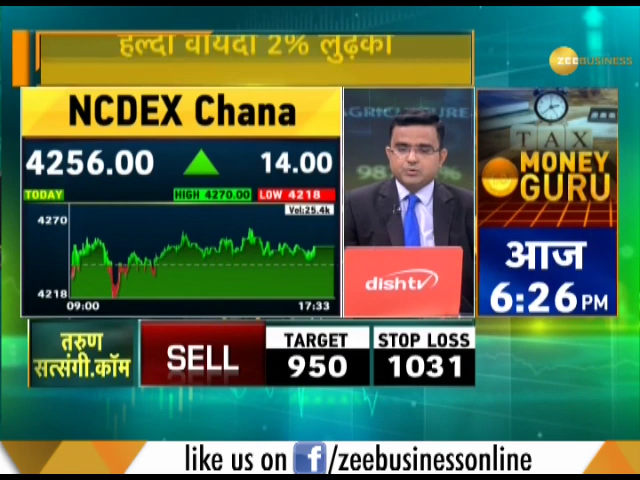 हल्दी वायदा 2% लुढ़का
ZEEBUSINESS
NCDEX Chana
4256.00 14.00
TODAY HIGH 4270.00 LOW 4218
Vol:25.4k
4270
4218
09:00 17:33
AGRICULTURE
dishtv
TAX
MONEY
GURU
आज
6:26 PM
तरुण
सत्संगी.कॉम
SELL
TARGET
950
STOP LOSS
1031
like us on f/zeebusinessonline